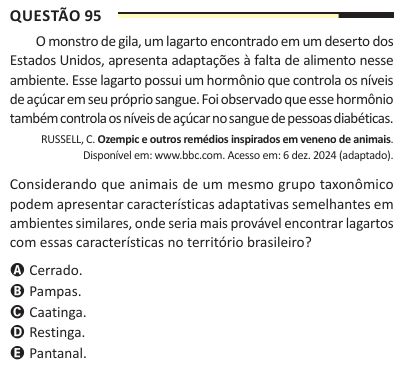 QUESTÃO 95
O monstro de gila, um lagarto encontrado em um deserto dos
Estados Unidos, apresenta adaptações à falta de alimento nesse
ambiente. Esse lagarto possui um hormônio que controla os níveis
de açúcar em seu próprio sangue. Foi observado que esse hormônio
também controla os níveis de açúcar no sangue de pessoas diabéticas.
RUSSELL, C. Ozempic e outros remédios inspirados em veneno de animais.
Disponível em: www.bbc.com. Acesso em: 6 dez. 2024 (adaptado).
Considerando que animais de um mesmo grupo taxonômico
podem apresentar características adaptativas semelhantes em
ambientes similares, onde seria mais provável encontrar lagartos
com essas características no território brasileiro?
A Cerrado.
B Pampas.
C Caatinga.
D Restinga.
E Pantanal.